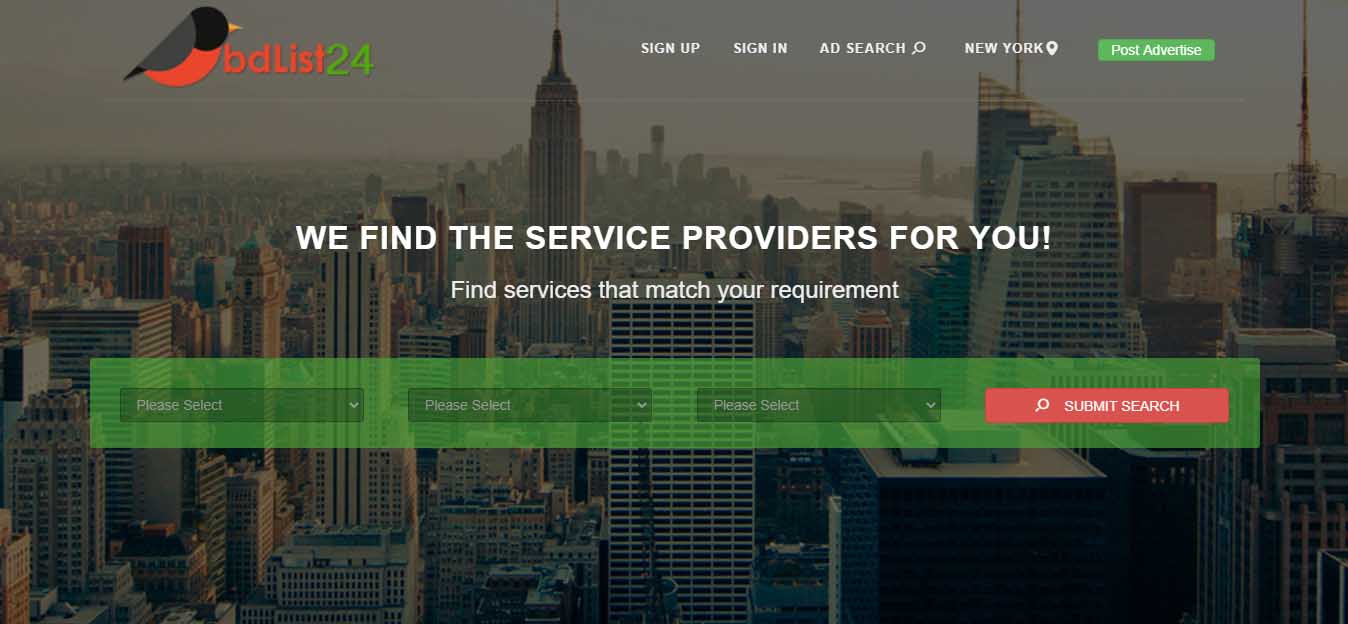 bdList24
SIGN UP SIGN IN AD SEARCH NEW YORK Post Advertise
WE FIND THE SERVICE PROVIDERS FOR YOU!
Find services that match your requirement
Please Select Please Select Please Select SUBMIT SEARCH